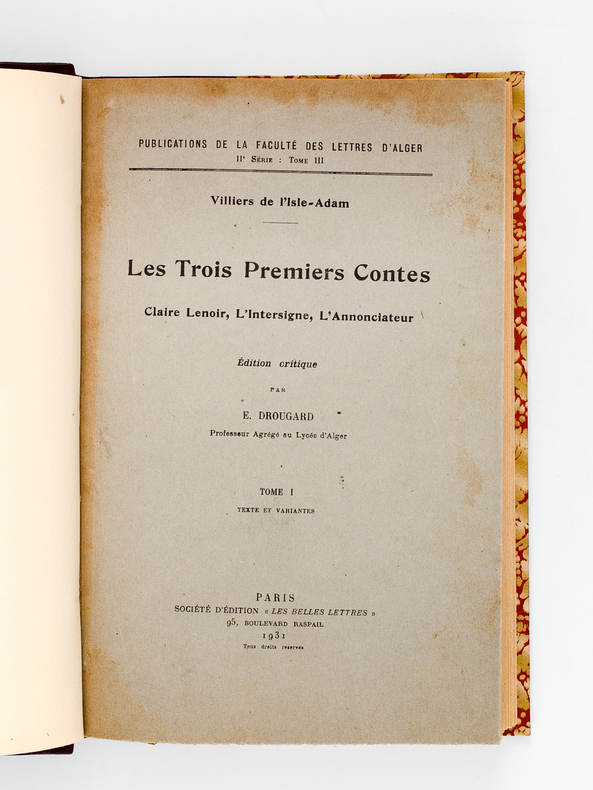 PUBLICATIONS DE LA FACULTÉ DES LETTRES D'ALGER
IIe SÉRIE : TOME III
Villiers de l'Isle-Adam
Les Trois Premiers Contes
Claire Lenoir, L'Intersigne, L'Annonciateur
Édition critique
PAR
E. DROUGARD
Professeur Agrégé au Lycée d'Alger
TOME I
TEXTE ET VARIANTES
PARIS
SOCIÉTÉ D'ÉDITION « LES BELLES LETTRES »
95, BOULEVARD RASPAIL
1931
Tous droits réservés